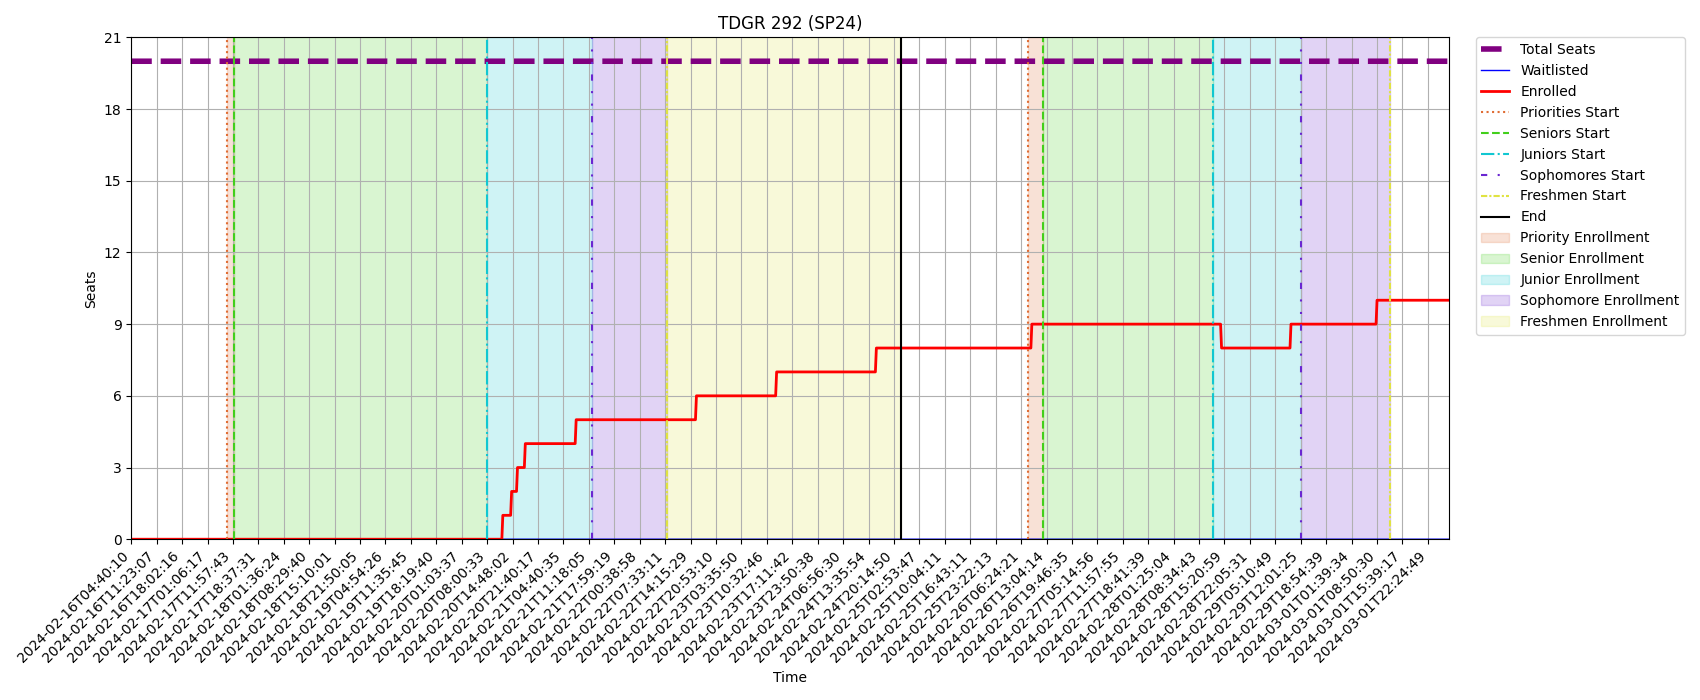 TDGR 292 (SP24)
21
18
15
12
9
6
3
0
Seats
2024-02-16T04:40:10
2024-02-16T11:23:07
2024-02-16T18:02:16
2024-02-17T01:06:17
2024-02-17T11:57:43
2024-02-17T18:37:31
2024-02-18T01:36:24
2024-02-18T08:29:40
2024-02-18T15:10:01
2024-02-18T21:50:05
2024-02-19T04:54:26
2024-02-19T11:35:45
2024-02-19T18:19:40
2024-02-20T01:03:37
2024-02-20T08:00:33
2024-02-20T14:48:02
2024-02-20T21:40:17
2024-02-21T04:40:35
2024-02-21T11:18:05
2024-02-21T17:59:19
2024-02-22T00:38:58
2024-02-22T07:33:11
2024-02-22T14:15:29
2024-02-22T20:53:10
2024-02-23T03:35:50
2024-02-23T10:32:46
2024-02-23T17:11:42
2024-02-23T23:50:38
2024-02-24T06:56:30
2024-02-24T13:35:54
2024-02-24T20:14:50
2024-02-25T02:53:47
2024-02-25T10:04:11
2024-02-25T16:43:11
2024-02-25T23:22:13
2024-02-26T06:24:21
2024-02-26T13:04:14
2024-02-26T19:46:35
2024-02-27T05:14:56
2024-02-27T11:57:55
2024-02-27T18:41:39
2024-02-28T01:25:04
2024-02-28T08:34:43
2024-02-28T15:20:59
2024-02-28T22:05:31
2024-02-29T05:10:49
2024-02-29T12:01:25
2024-02-29T18:54:39
2024-03-01T01:39:34
2024-03-01T08:50:30
2024-03-01T15:39:17
2024-03-01T22:24:49
Time
Total Seats
Waitlisted
Enrolled
Priorities Start
Seniors Start
Juniors Start
Sophomores Start
Freshmen Start
End
Priority Enrollment
Senior Enrollment
Junior Enrollment
Sophomore Enrollment
Freshmen Enrollment